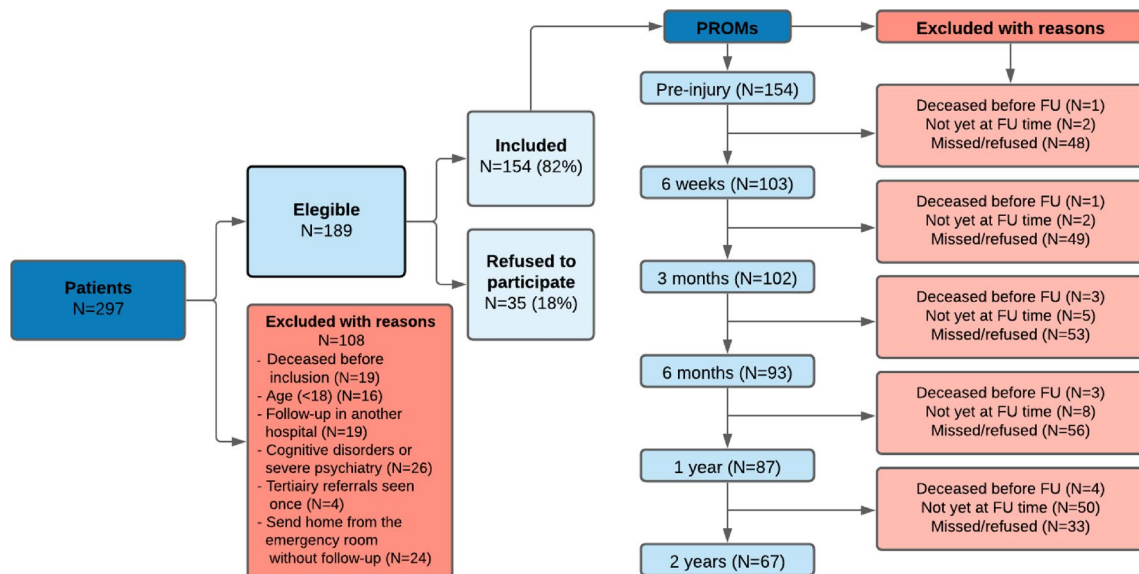 Patients
N=297
Elegible
N=189
Excluded with reasons
N=108
- Deceased before
inclusion (N=19)
- Age (<18) (N=16)
- Follow-up in another
hospital (N=19)
- Cognitive disorders or
severe psychiatry (N=26)
- Tertiairy referrals seen
once (N=4)
- Send home from the
emergency room
without follow-up (N=24)
Included
N=154 (82%)
Refused to
participate
N=35 (18%)
PROMs
Pre-injury (N=154)
6 weeks (N=103)
3 months (N=102)
6 months (N=93)
1 year (N=87)
2 years (N=67)
Excluded with reasons
Deceased before FU (N=1)
Not yet at FU time (N=2)
Missed/refused (N=48)
Deceased before FU (N=1)
Not yet at FU time (N=2)
Missed/refused (N=49)
Deceased before FU (N=3)
Not yet at FU time (N=5)
Missed/refused (N=53)
Deceased before FU (N=3)
Not yet at FU time (N=8)
Missed/refused (N=56)
Deceased before FU (N=4)
Not yet at FU time (N=50)
Missed/refused (N=33)